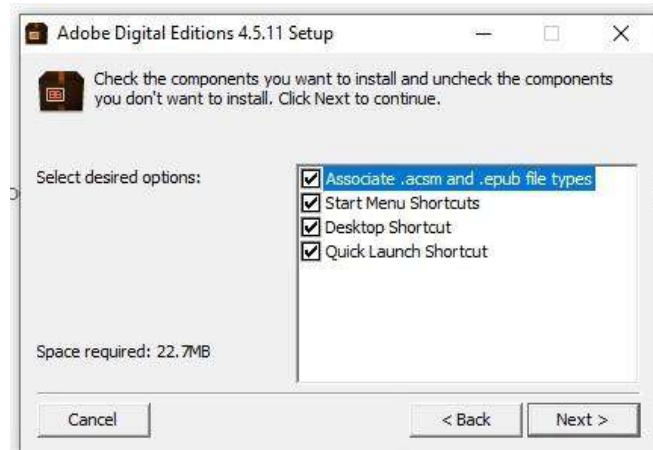 Adobe Digital Editions 4.5.11 Setup
Check the components you want to install and uncheck the components
you don't want to install. Click Next to continue.
Select desired options:
Associate .acsm and .epub file types
Start Menu Shortcuts
Desktop Shortcut
Quick Launch Shortcut
Space required: 22.7MB
Cancel
< Back
Next >